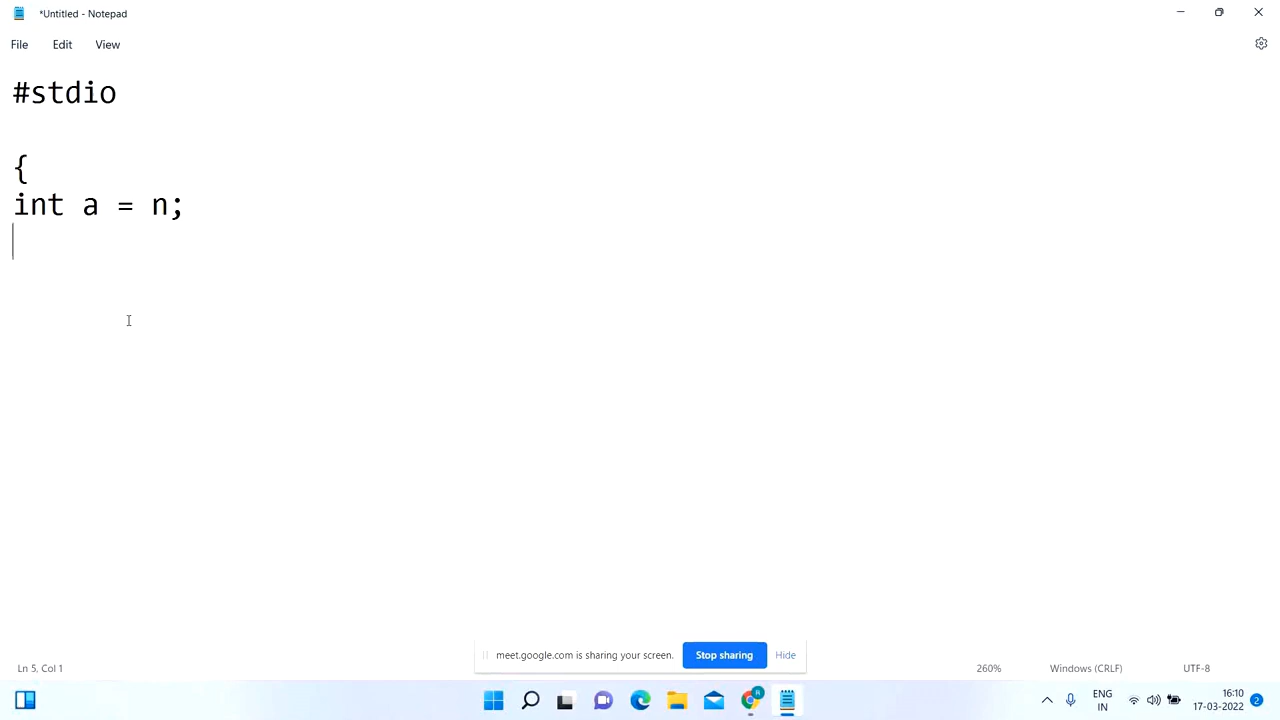 *Untitled - Notepad
File Edit View
#stdio
{
int a = n;
meet.google.com is sharing your screen. Stop sharing Hide
Ln 5, Col 1 260% Windows (CRLF) UTF-8
ENG
IN
16:10
17-03-2022
2